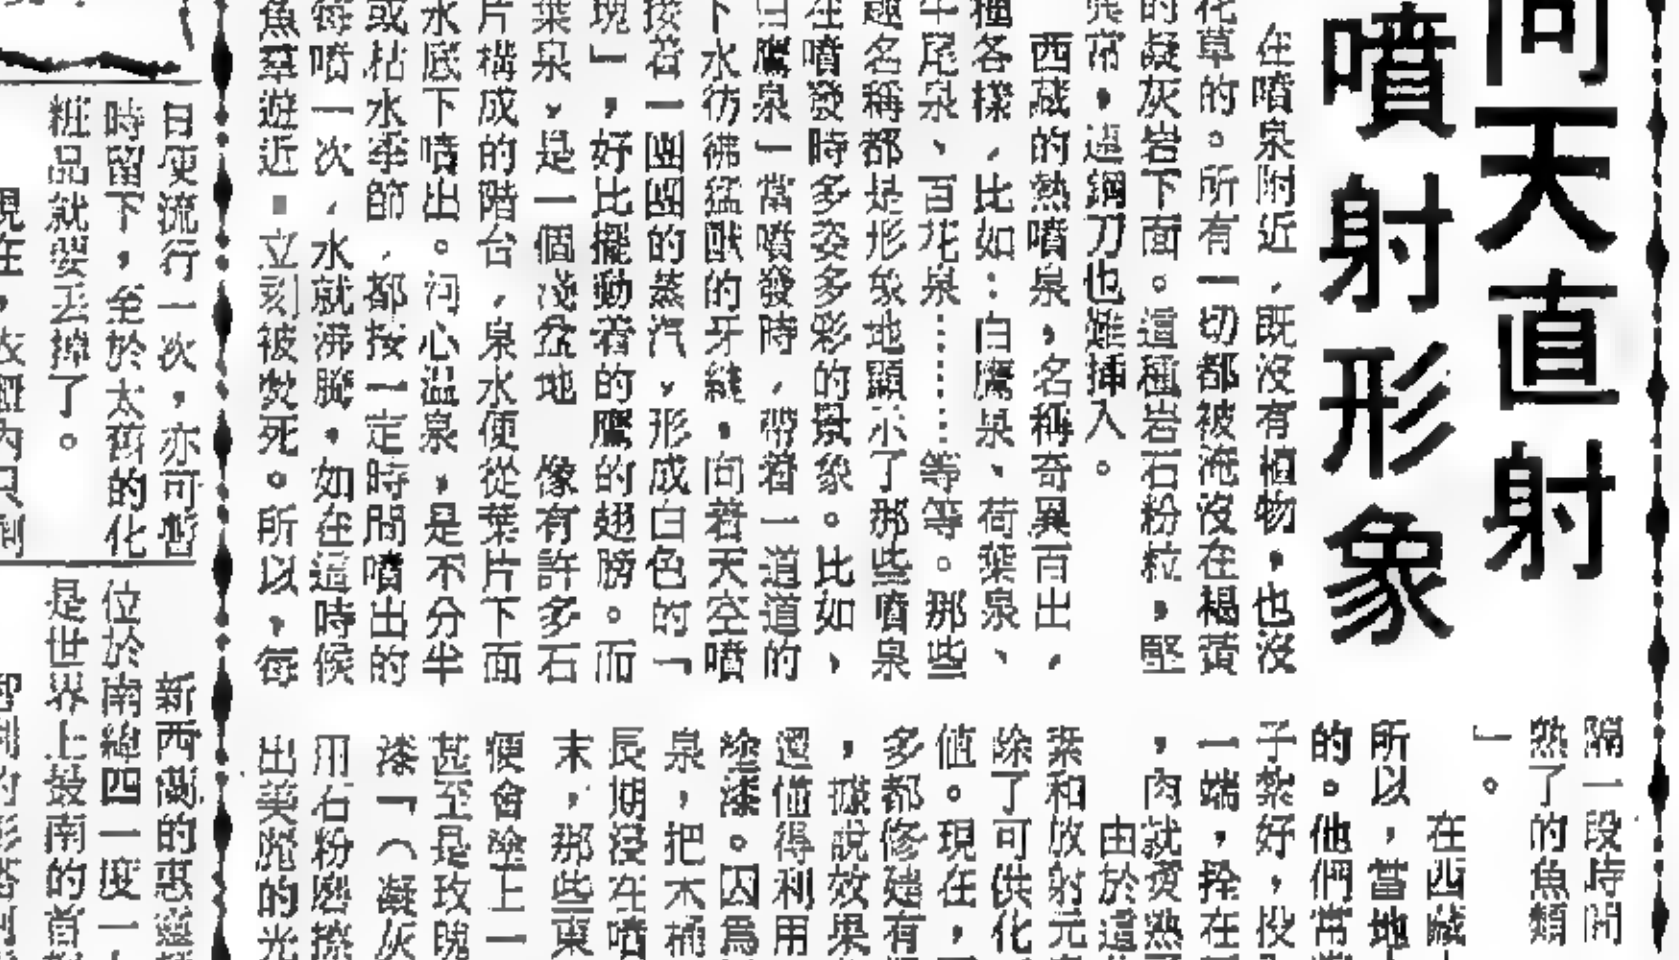 向天直射
噴射形象
在噴泉附近，既沒有植物，也沒
花草的。所有一切都被淹沒在褐黃
的凝灰岩下面。這種岩石粉粒，堅
異常，連鋼刀也難插入。
西藏的熱噴泉，名稱奇異百出，
種各樣，比如：白鷹泉、荷葉泉、
牛尾泉、百花泉……等等。那些
趣名稱都是形象地顯示了那些噴泉
在噴發時多姿多彩的景象。比如，
白鷹泉「常噴發時，帶着一道道的
下水彷彿猛獸的牙縫，向着天空噴
接着一團團的蒸汽，形成白色的「
塊」，好比擺動着的鷹的翅膀。而
葉泉，是一個淺盆地 像有許多石
片構成的階台，泉水便從葉片下面
水底下噴出。河心温泉，是不分半
或枯水季節，都按一定時間噴出的
每噴一次，水就沸騰，如在這時候
魚羣遊近，立刻被燙死。所以，每
隔一段時間
熟了的魚類
」。
在西藏
所以，當地
的。他們常
子紮好，投
一端，拴在
，肉就燙熟
由於這
素和放射元
除了可供化
值。現在，
多都修建有
，據說效果
還懂得利用
塗漆。因為
泉，把木桶
長期浸在噴
末，那些東
便會塗上一
甚至是玫瑰
漆「（凝灰
用石粉磨擦
出美麗的光
日便流行一次，亦可暫
時留下，至於太舊的化
粧品就要丟掉了。
現在，衣櫃內只剩
新西蘭的惠靈
位於南緯四一度一
是世界上最南的首